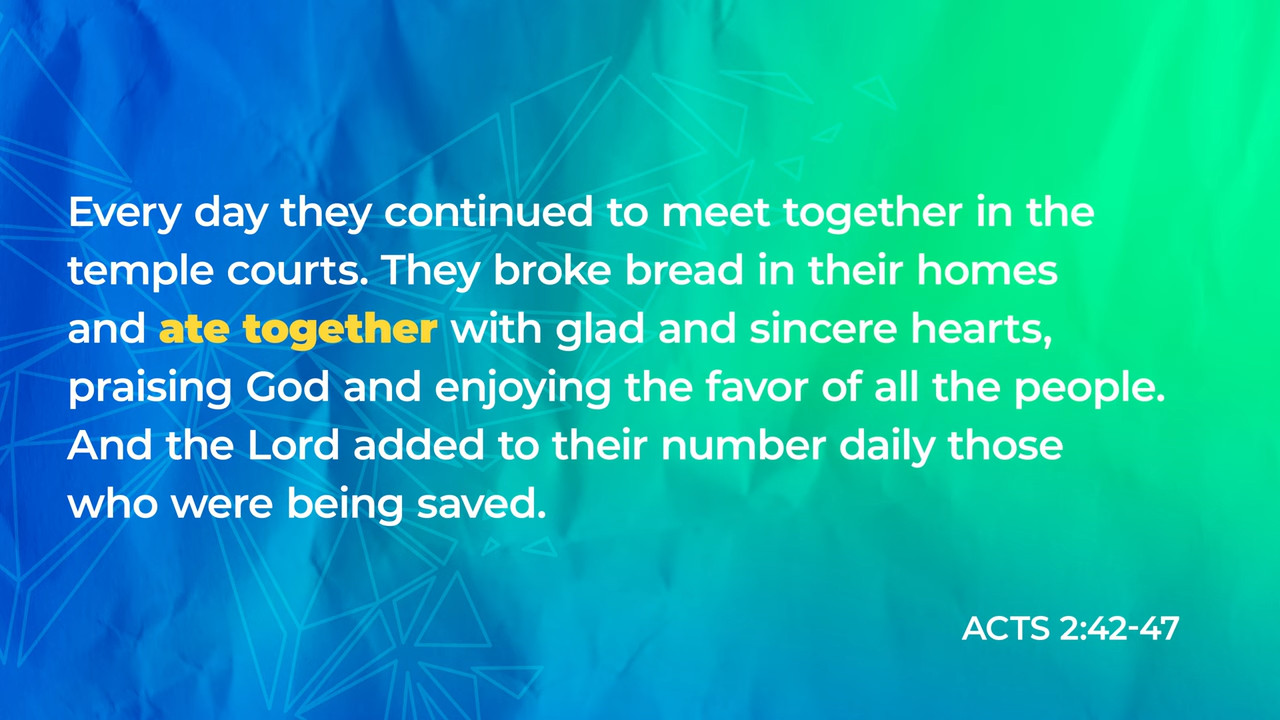 Every day they continued to meet together in the
temple courts. They broke bread in their homes
and ate together with glad and sincere hearts,
praising God and enjoying the favor of all the people.
And the Lord added to their number daily those
who were being saved.
ACTS 2:42-47